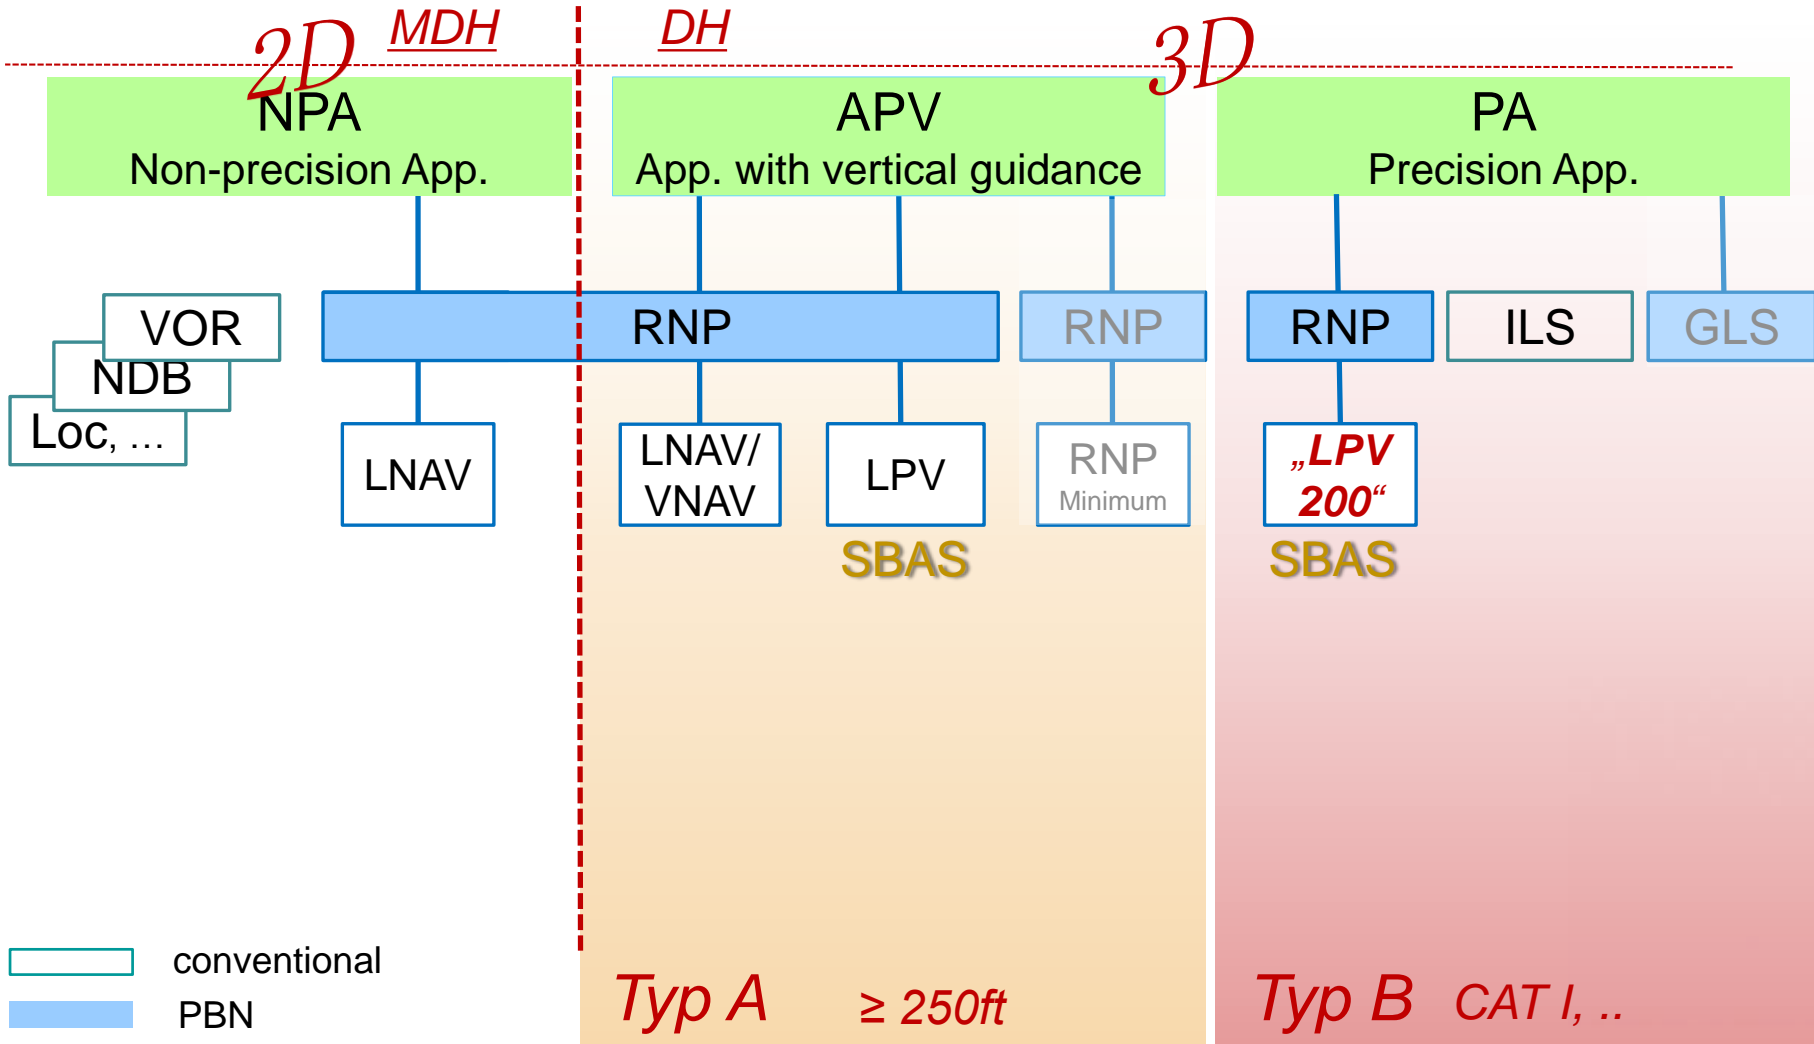 2D
MDH
DH
3D
NPA
Non-precision App.
APV
App. with vertical guidance
PA
Precision App.
VOR
NDB
Loc, ...
RNP
RNP
RNP
ILS
GLS
LNAV
LNAV/
VNAV
LPV
RNP
Minimum
„LPV
200“
SBAS
SBAS
conventional
PBN
Typ A
≥ 250ft
Typ B
CAT I, ..